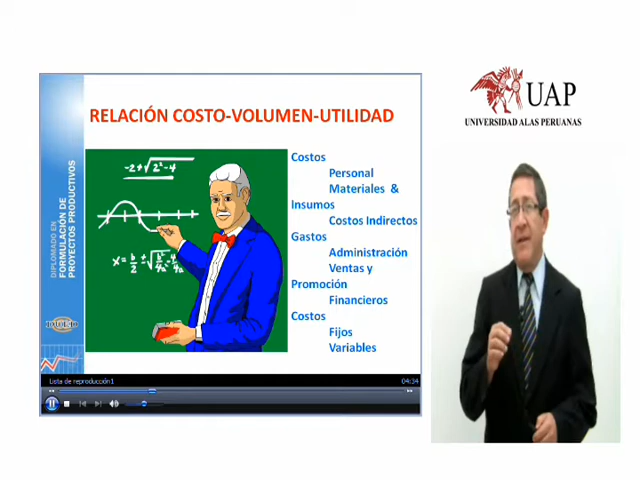 RELACIÓN COSTO-VOLUMEN-UTILIDAD
DIPLOMADO EN
FORMULACIÓN DE
PROYECTOS PRODUCTIVOS
Costos
Personal
Materiales &
Insumos
Costos Indirectos
Gastos
Administración
Ventas y
Promoción
Financieros
Costos
Fijos
Variables
Lista de reproducción1
04:34
UAP
UNIVERSIDAD ALAS PERUANAS